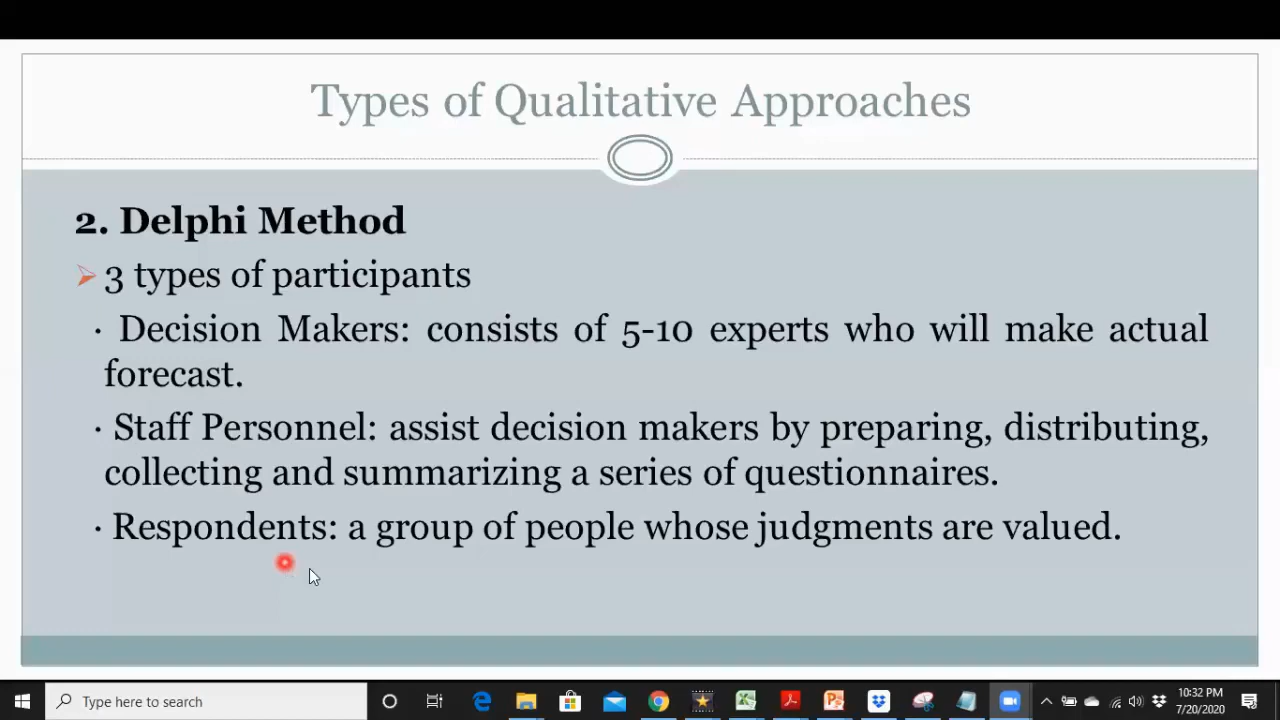 Types of Qualitative Approaches
2. Delphi Method
3 types of participants
· Decision Makers: consists of 5-10 experts who will make actual
forecast.
· Staff Personnel: assist decision makers by preparing, distributing,
collecting and summarizing a series of questionnaires.
· Respondents: a group of people whose judgments are valued.
Type here to search
10:32 PM
7/20/2020